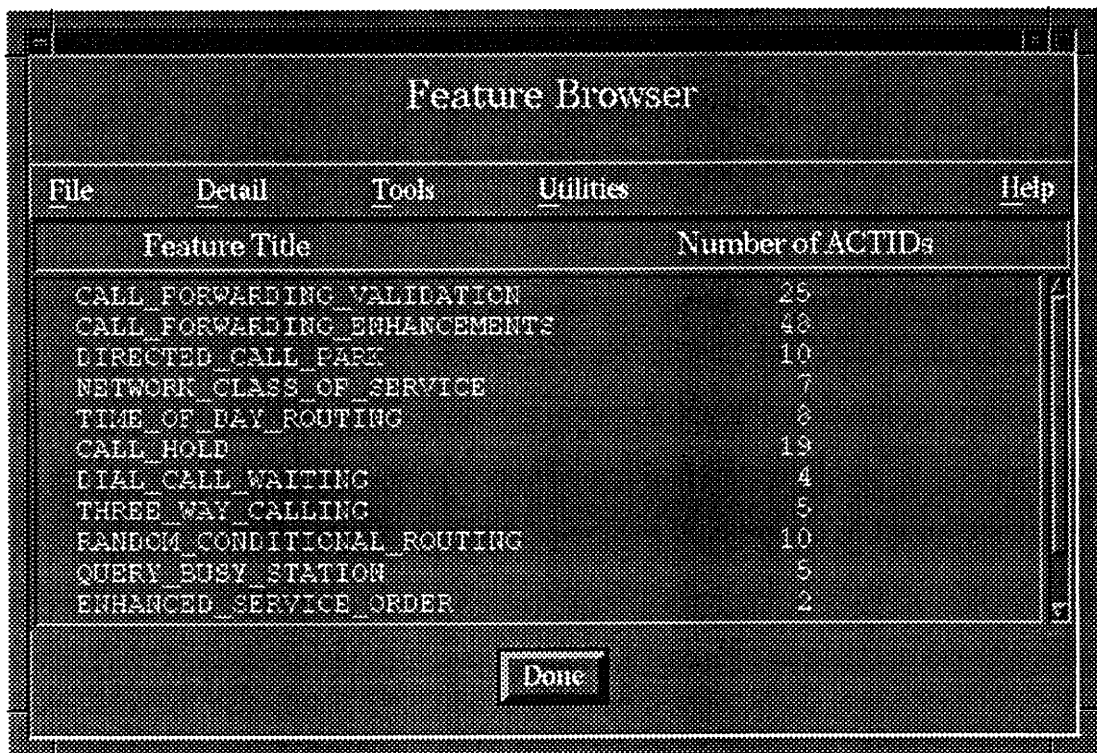 Feature Browser
File Detail Tools Utilities Help
Feature Title Number of ACTIDs
CALL_FORWARDING_VALIDATION 25
CALL_FORWARDING_ENHANCEMENTS 48
DIRECTED_CALL_PARK 10
NETWORK_CLASS_OF_SERVICE 7
TIME_OF_DAY_ROUTING 8
CALL_HOLD 19
DIAL_CALL_WAITING 4
THREE_WAY_CALLING 5
RANDOM_CONDITIONAL_ROUTING 10
QUERY_BUSY_STATION 5
ENHANCED_SERVICE_ORDER 2
Done